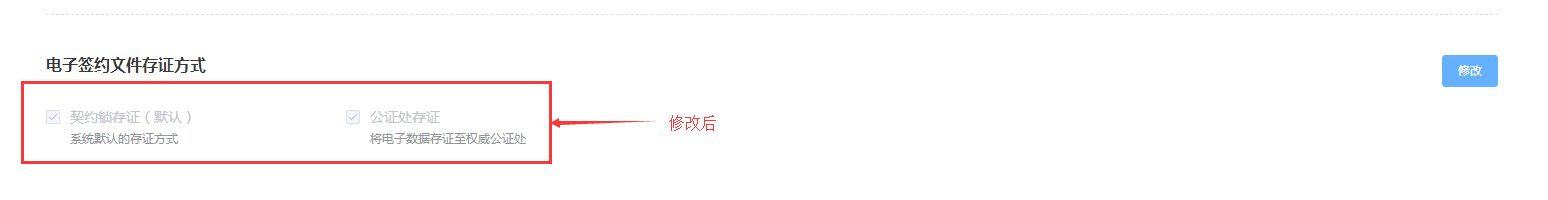 电子签约文件存证方式
修改
契约锁存证（默认）
公证处存证
系统默认的存证方式
将电子数据存证至权威公证处
修改后